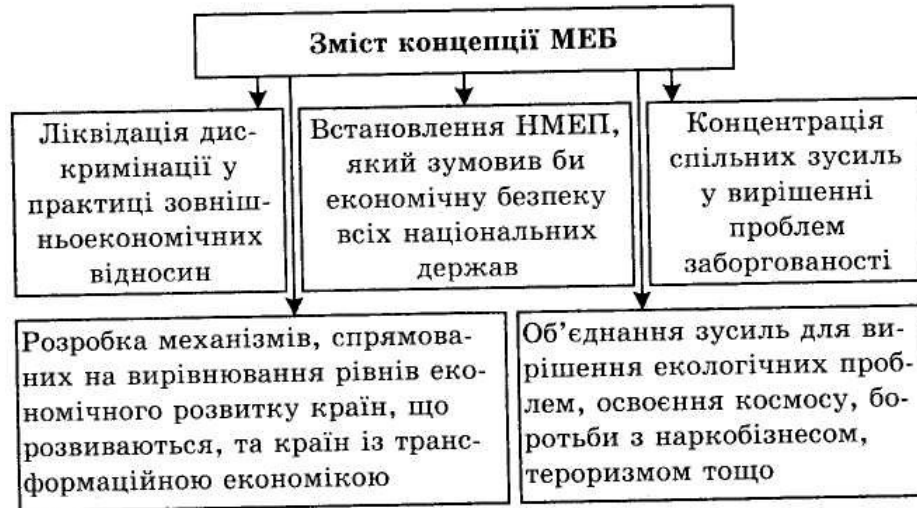 Зміст концепції МЕБ
Ліквідація дис-
кримінації у
практиці зовніш-
ньоекономічних
відносин
Встановлення НМЕП,
який зумовив би
економічну безпеку
всіх національних
держав
Концентрація
спільних зусиль
у вирішенні
проблем
заборгованості
Розробка механізмів, спрямова-
них на вирівнювання рівнів еко-
номічного розвитку країн, що
розвиваються, та країн із транс-
формаційною економікою
Об’єднання зусиль для ви-
рішення екологічних проб-
лем, освоєння космосу, бо-
ротьби з наркобізнесом,
тероризмом тощо